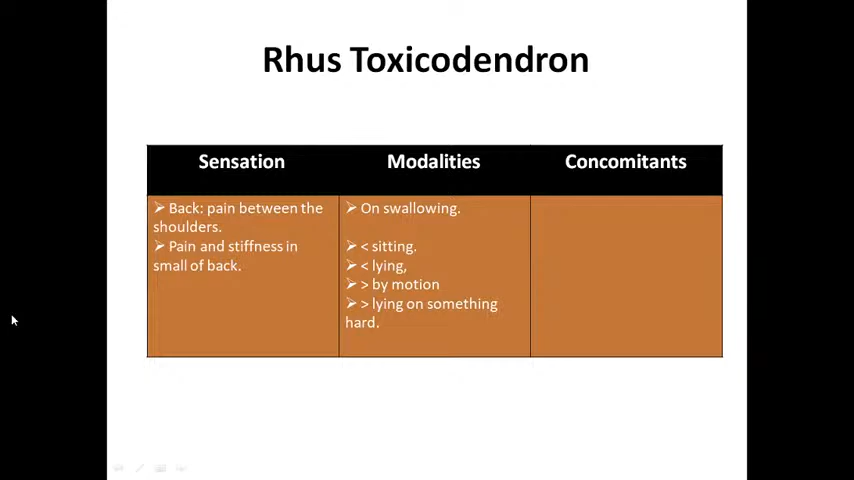 Rhus Toxicodendron
Sensation
Modalities
Concomitants
➢ Back: pain between the
shoulders.
➢ Pain and stiffness in
small of back.
➢ On swallowing.
➢ < sitting.
➢ < lying,
➢ > by motion
➢ > lying on something
hard.